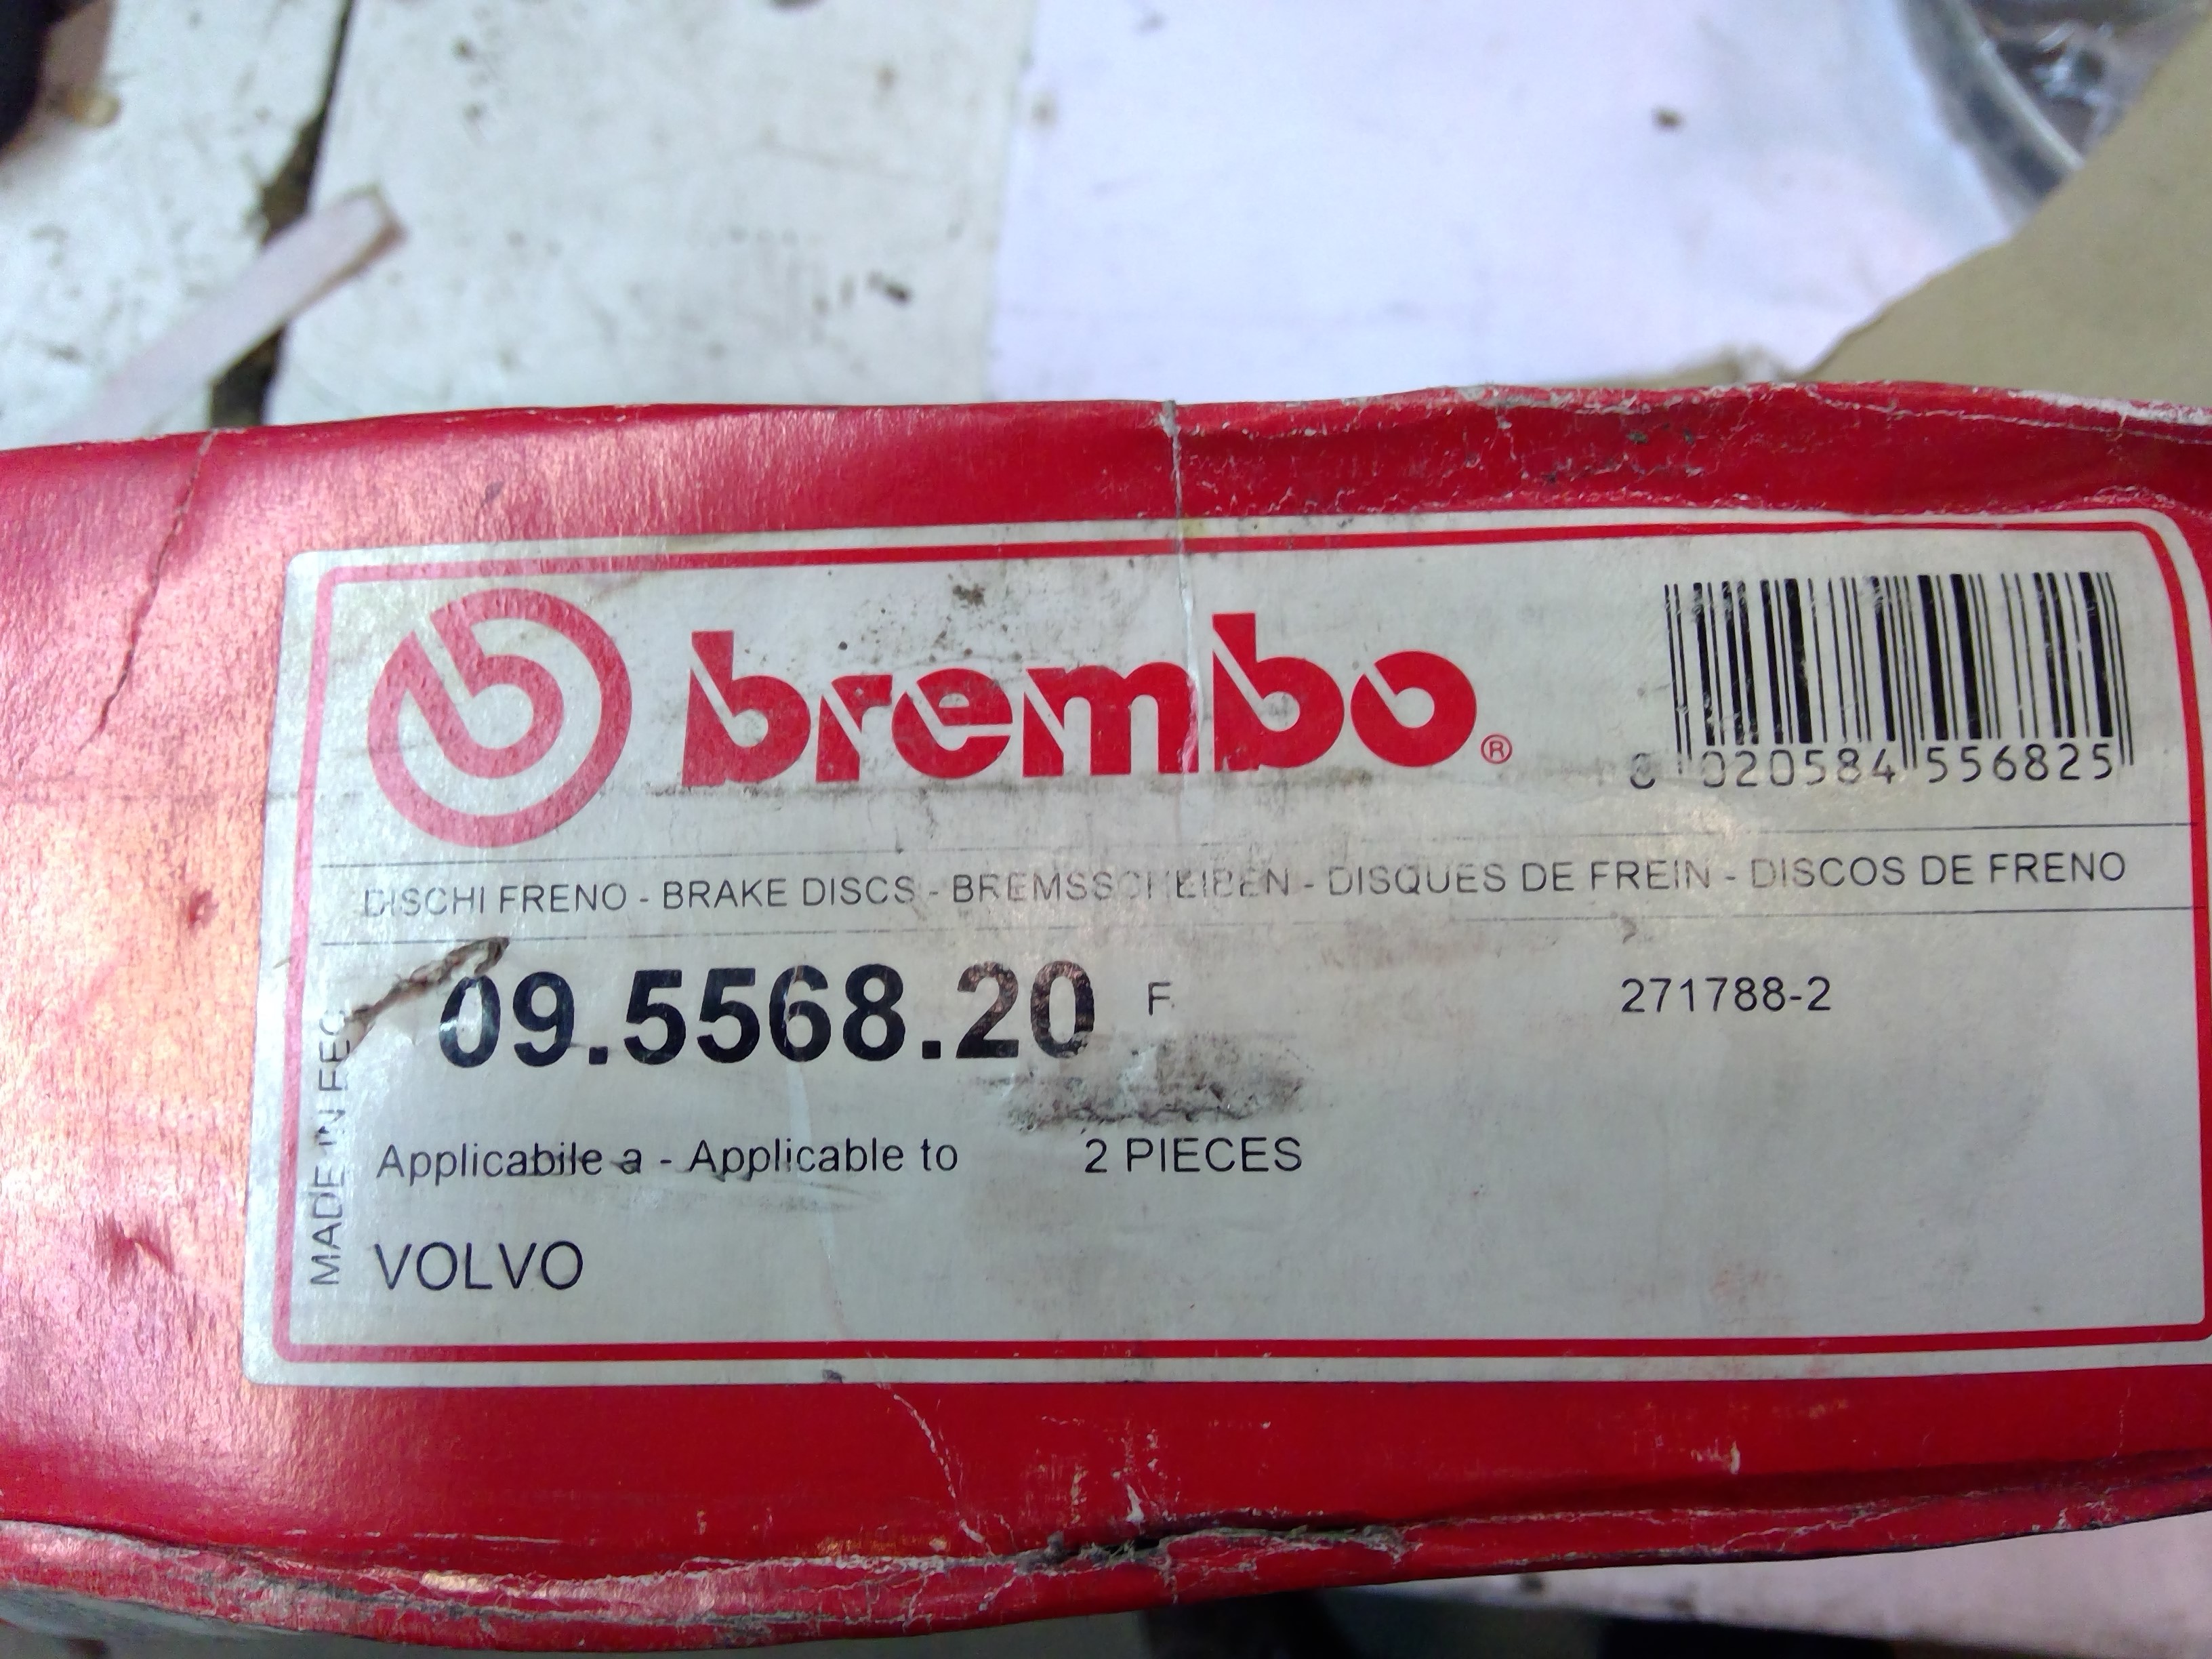 brembo®
8 020584 556825
DISCHI FRENO - BRAKE DISCS - BREMSSCHEIBEN - DISQUES DE FREIN - DISCOS DE FRENO
09.5568.20 F. 271788-2
MADE IN EEC
Applicabile a - Applicable to 2 PIECES
VOLVO